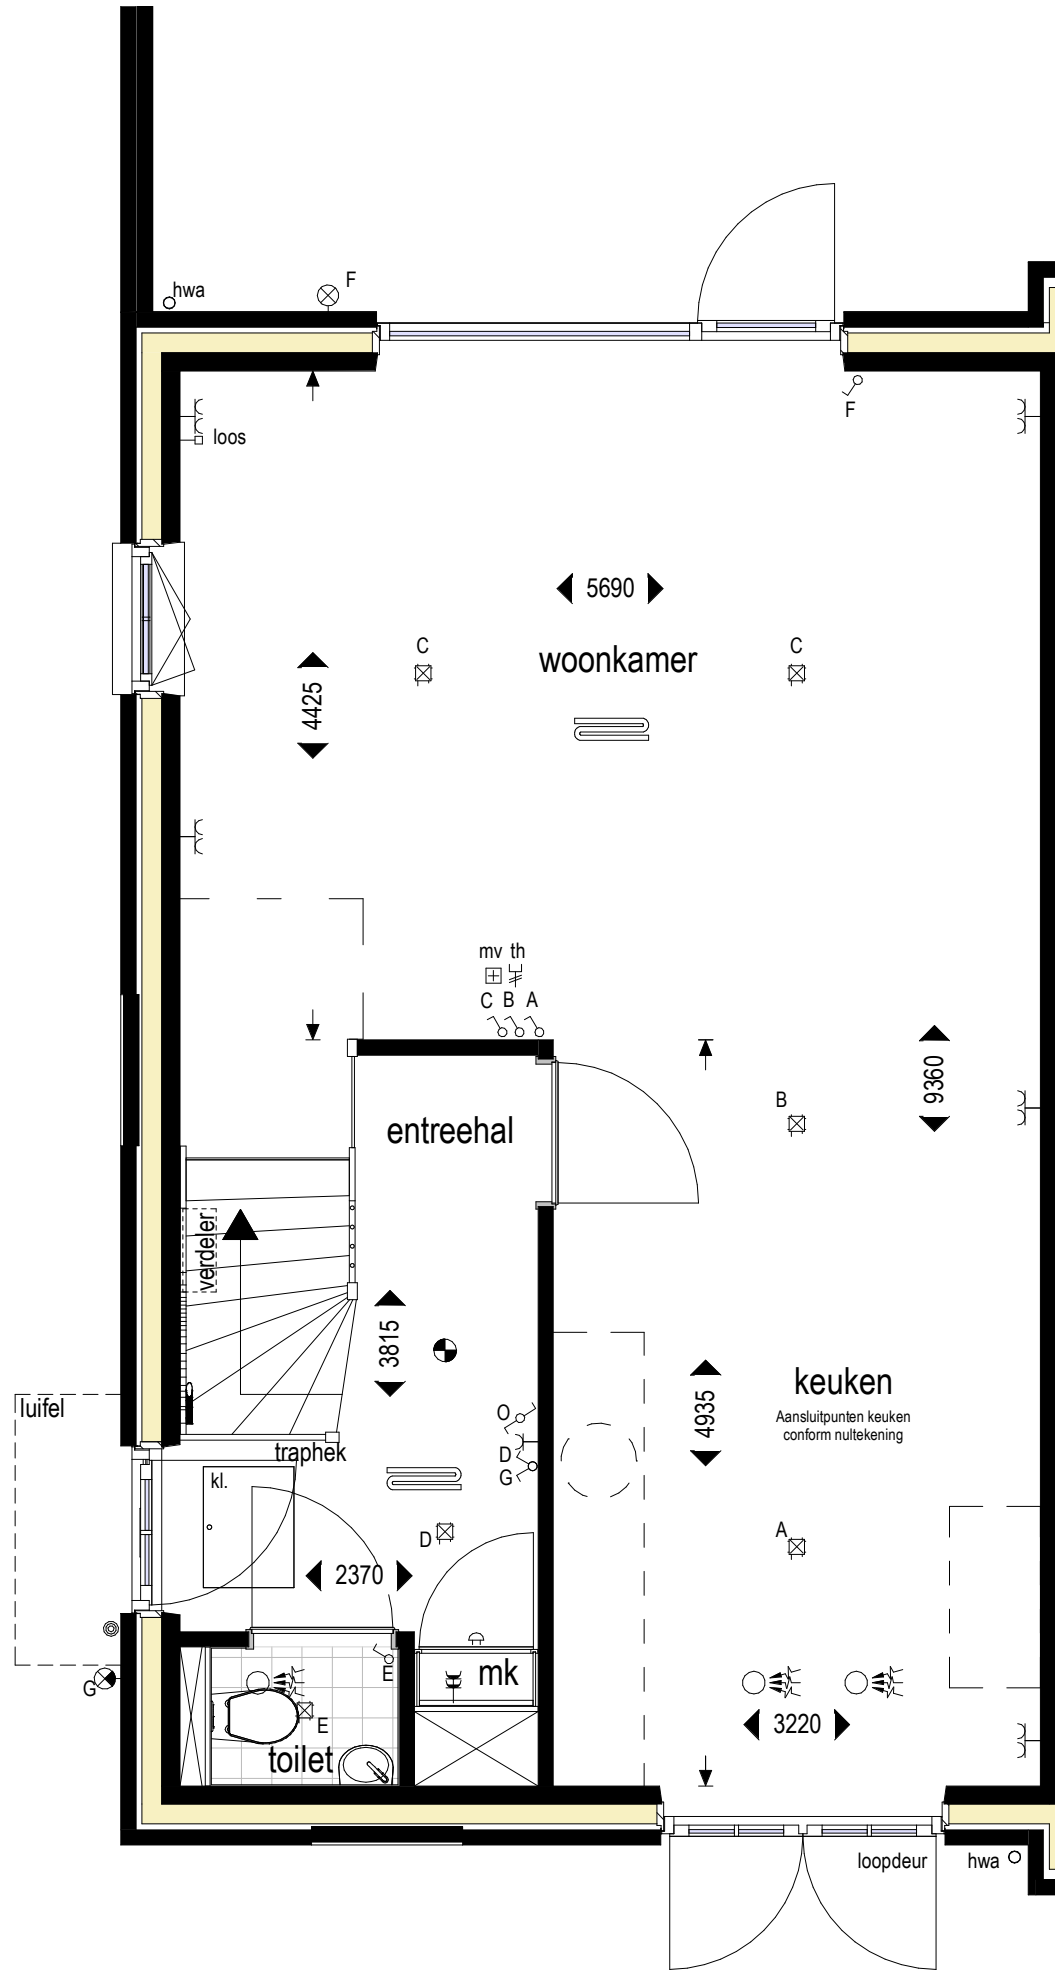 F
hwa
F
loos
5690
C
C
woonkamer
4425
mv th
C B A
9360
B
entreehal
verdeler
3815
keuken
Aansluitpunten keuken
conform nultekening
4935
luifel
O
D
G
traphek
kl.
D
A
2370
E
mk
G
E
3220
toilet
loopdeur
hwa